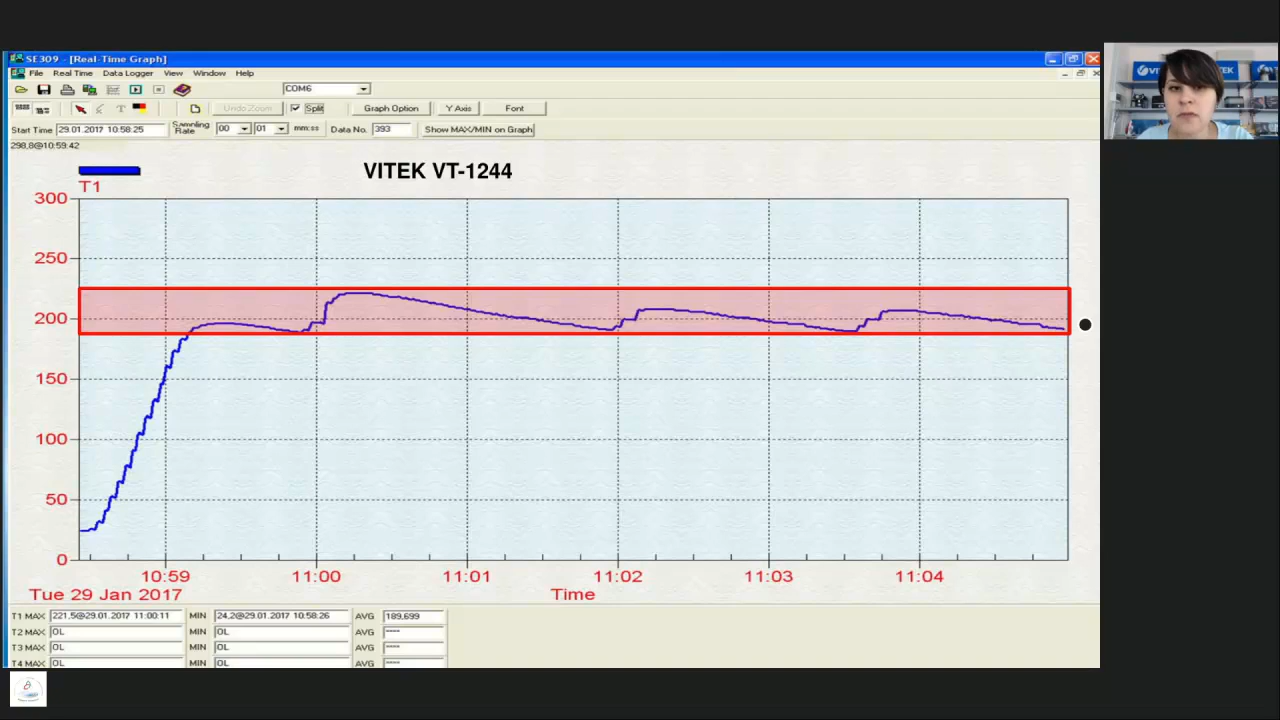 SE309 - [Real-Time Graph]
File Real Time Data Logger View Window Help
COM6
Undo Zoom Split Graph Option Y Axis Font
Start Time 29.01.2017 10:58:25 Sampling Rate 00 01 mm:ss Data No. 393 Show MAX/MIN on Graph
298,8@10:59:42
VITEK VT-1244
T1
300
250
200
150
100
50
0
10:59 11:00 11:01 11:02 11:03 11:04
Tue 29 Jan 2017 Time
T1 MAX 221,5@29.01.2017 11:00:11 MIN 24,2@29.01.2017 10:58:26 AVG 189,699
T2 MAX OL MIN OL AVG ----
T3 MAX OL MIN OL AVG ----
T4 MAX OL MIN OL AVG ----